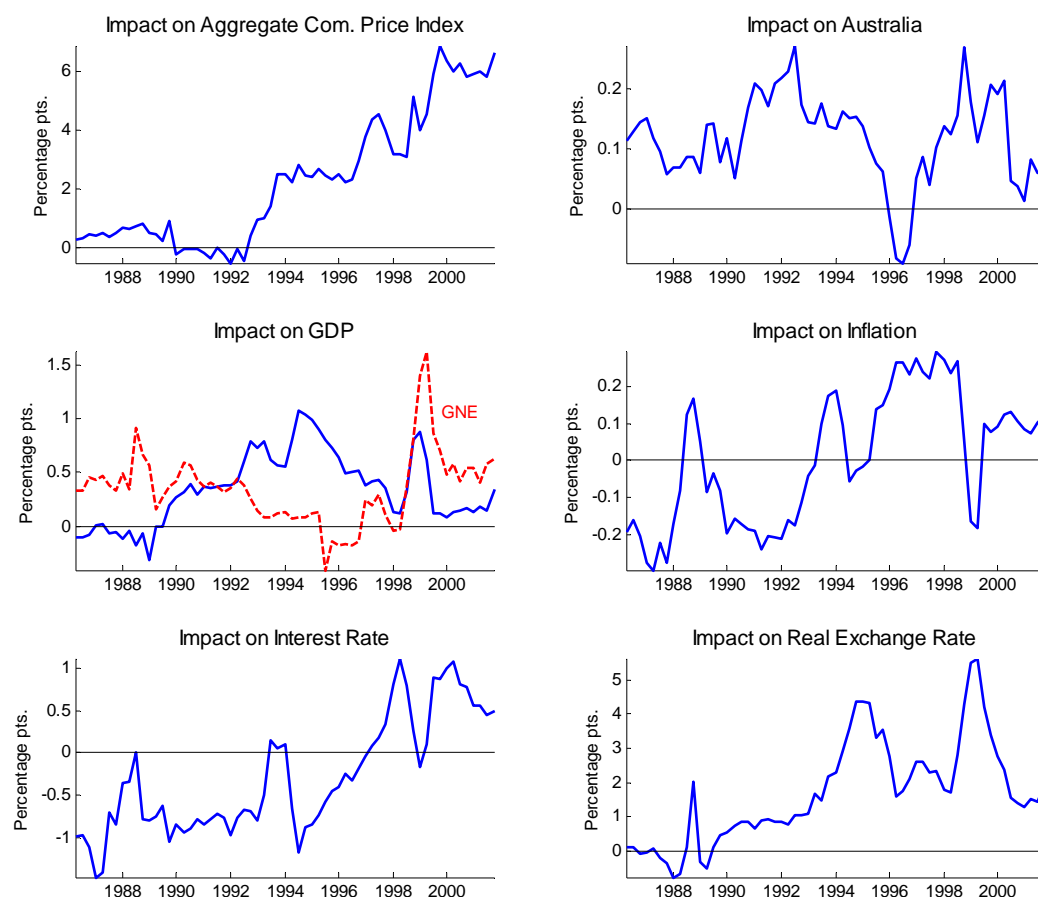 Impact on Aggregate Com. Price Index
Percentage pts.
6
4
2
0
1988 1990 1992 1994 1996 1998 2000
Impact on Australia
Percentage pts.
0.2
0.1
0
1988 1990 1992 1994 1996 1998 2000
Impact on GDP
Percentage pts.
1.5
1
0.5
0
GNE
1988 1990 1992 1994 1996 1998 2000
Impact on Inflation
Percentage pts.
0.2
0.1
0
-0.1
-0.2
1988 1990 1992 1994 1996 1998 2000
Impact on Interest Rate
Percentage pts.
1
0.5
0
-0.5
-1
1988 1990 1992 1994 1996 1998 2000
Impact on Real Exchange Rate
Percentage pts.
5
4
3
2
1
0
1988 1990 1992 1994 1996 1998 2000